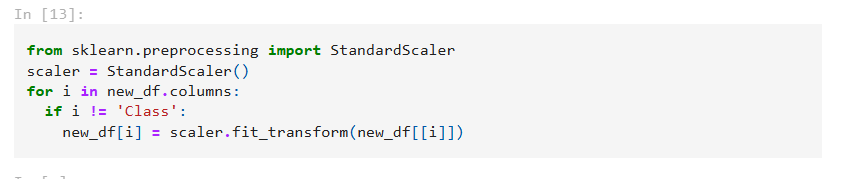 In [13]:
from sklearn.preprocessing import StandardScaler
scaler = StandardScaler()
for i in new_df.columns:
  if i != 'Class':
    new_df[i] = scaler.fit_transform(new_df[[i]])